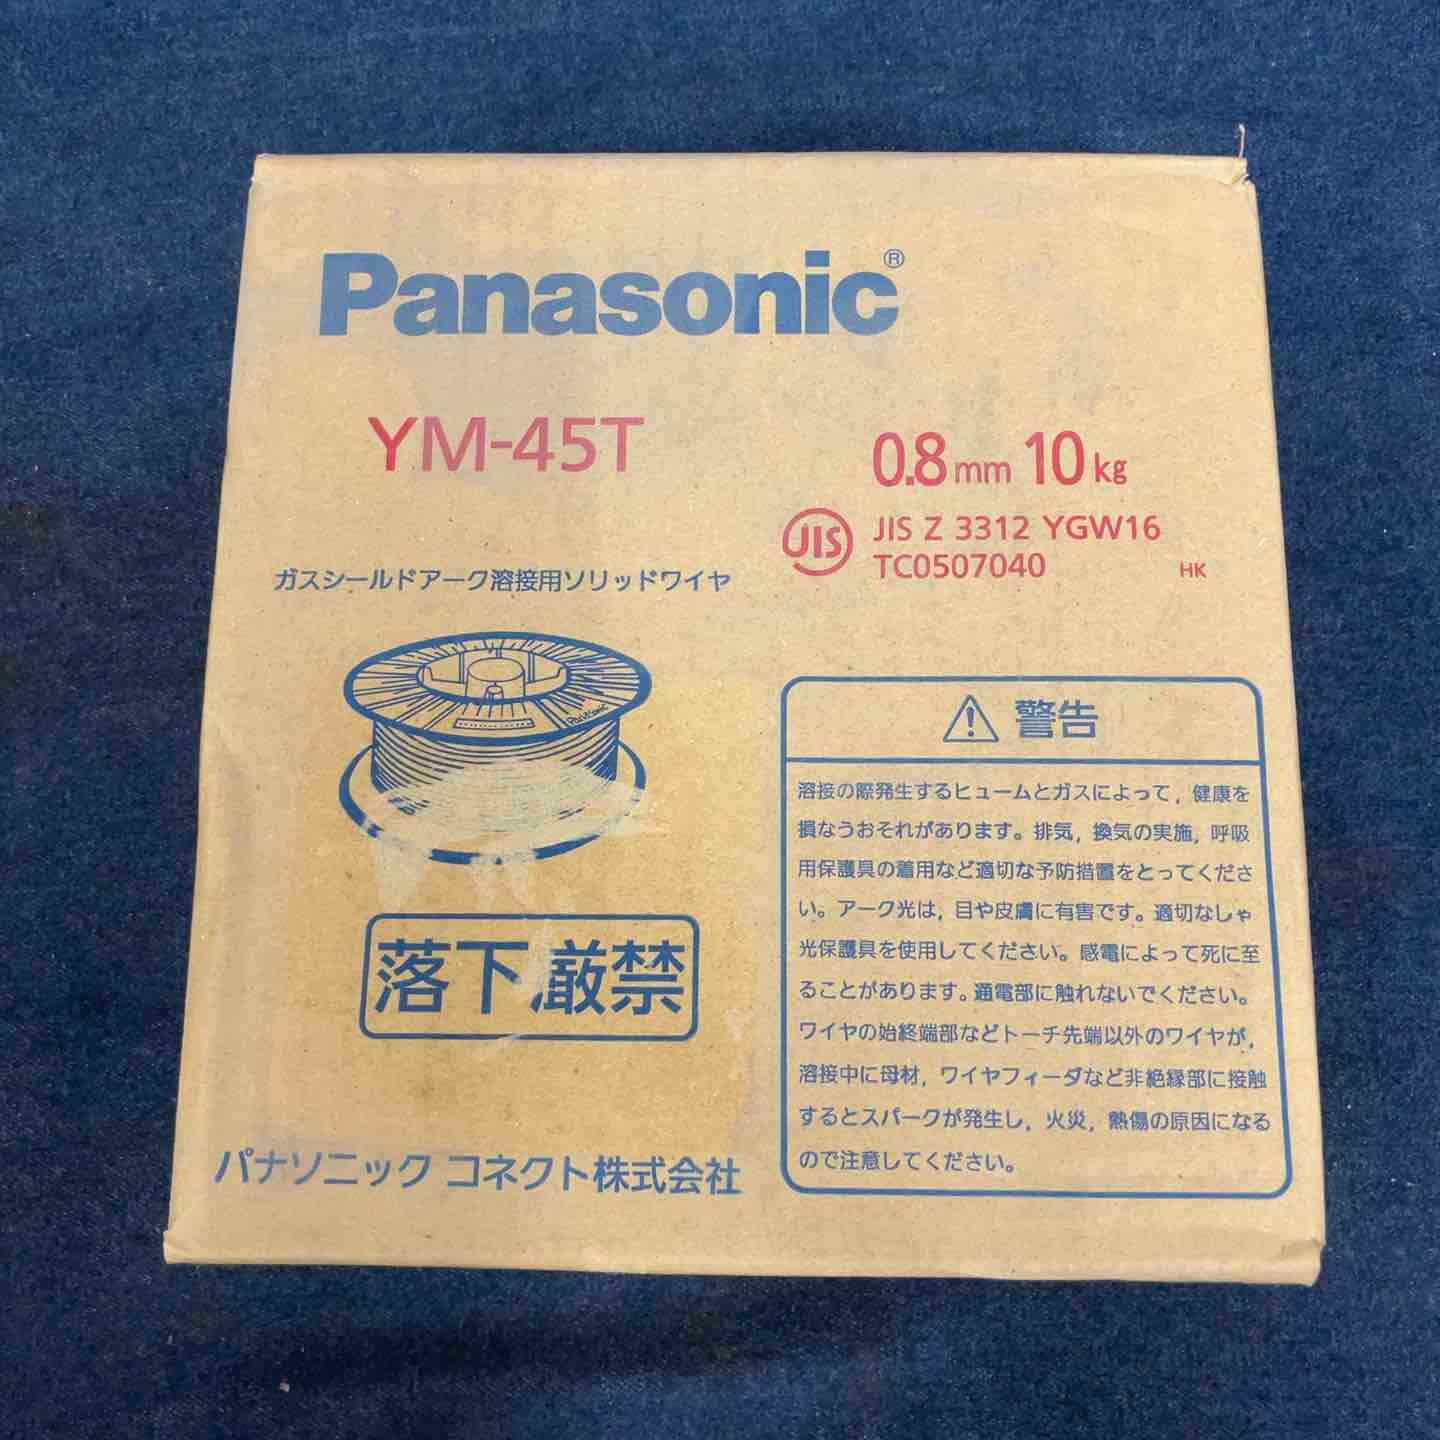 Panasonic®
YM-45T
0.8mm 10kg
JIS JIS Z 3312 YGW16
TC0507040
HK
ガスシールドアーク溶接用ソリッドワイヤ
Panasonic
落下厳禁
パナソニック コネクト株式会社
警告
溶接の際発生するヒュームとガスによって,健康を
損なうおそれがあります。排気,換気の実施,呼吸
用保護具の着用など適切な予防措置をとってくださ
い。アーク光は,目や皮膚に有害です。適切なしゃ
光保護具を使用してください。感電によって死に至
ることがあります。通電部に触れないでください。
ワイヤの始終端部などトーチ先端以外のワイヤが,
溶接中に母材,ワイヤフィーダなど非絶縁部に接触
するとスパークが発生し,火災,熱傷の原因になる
ので注意してください。